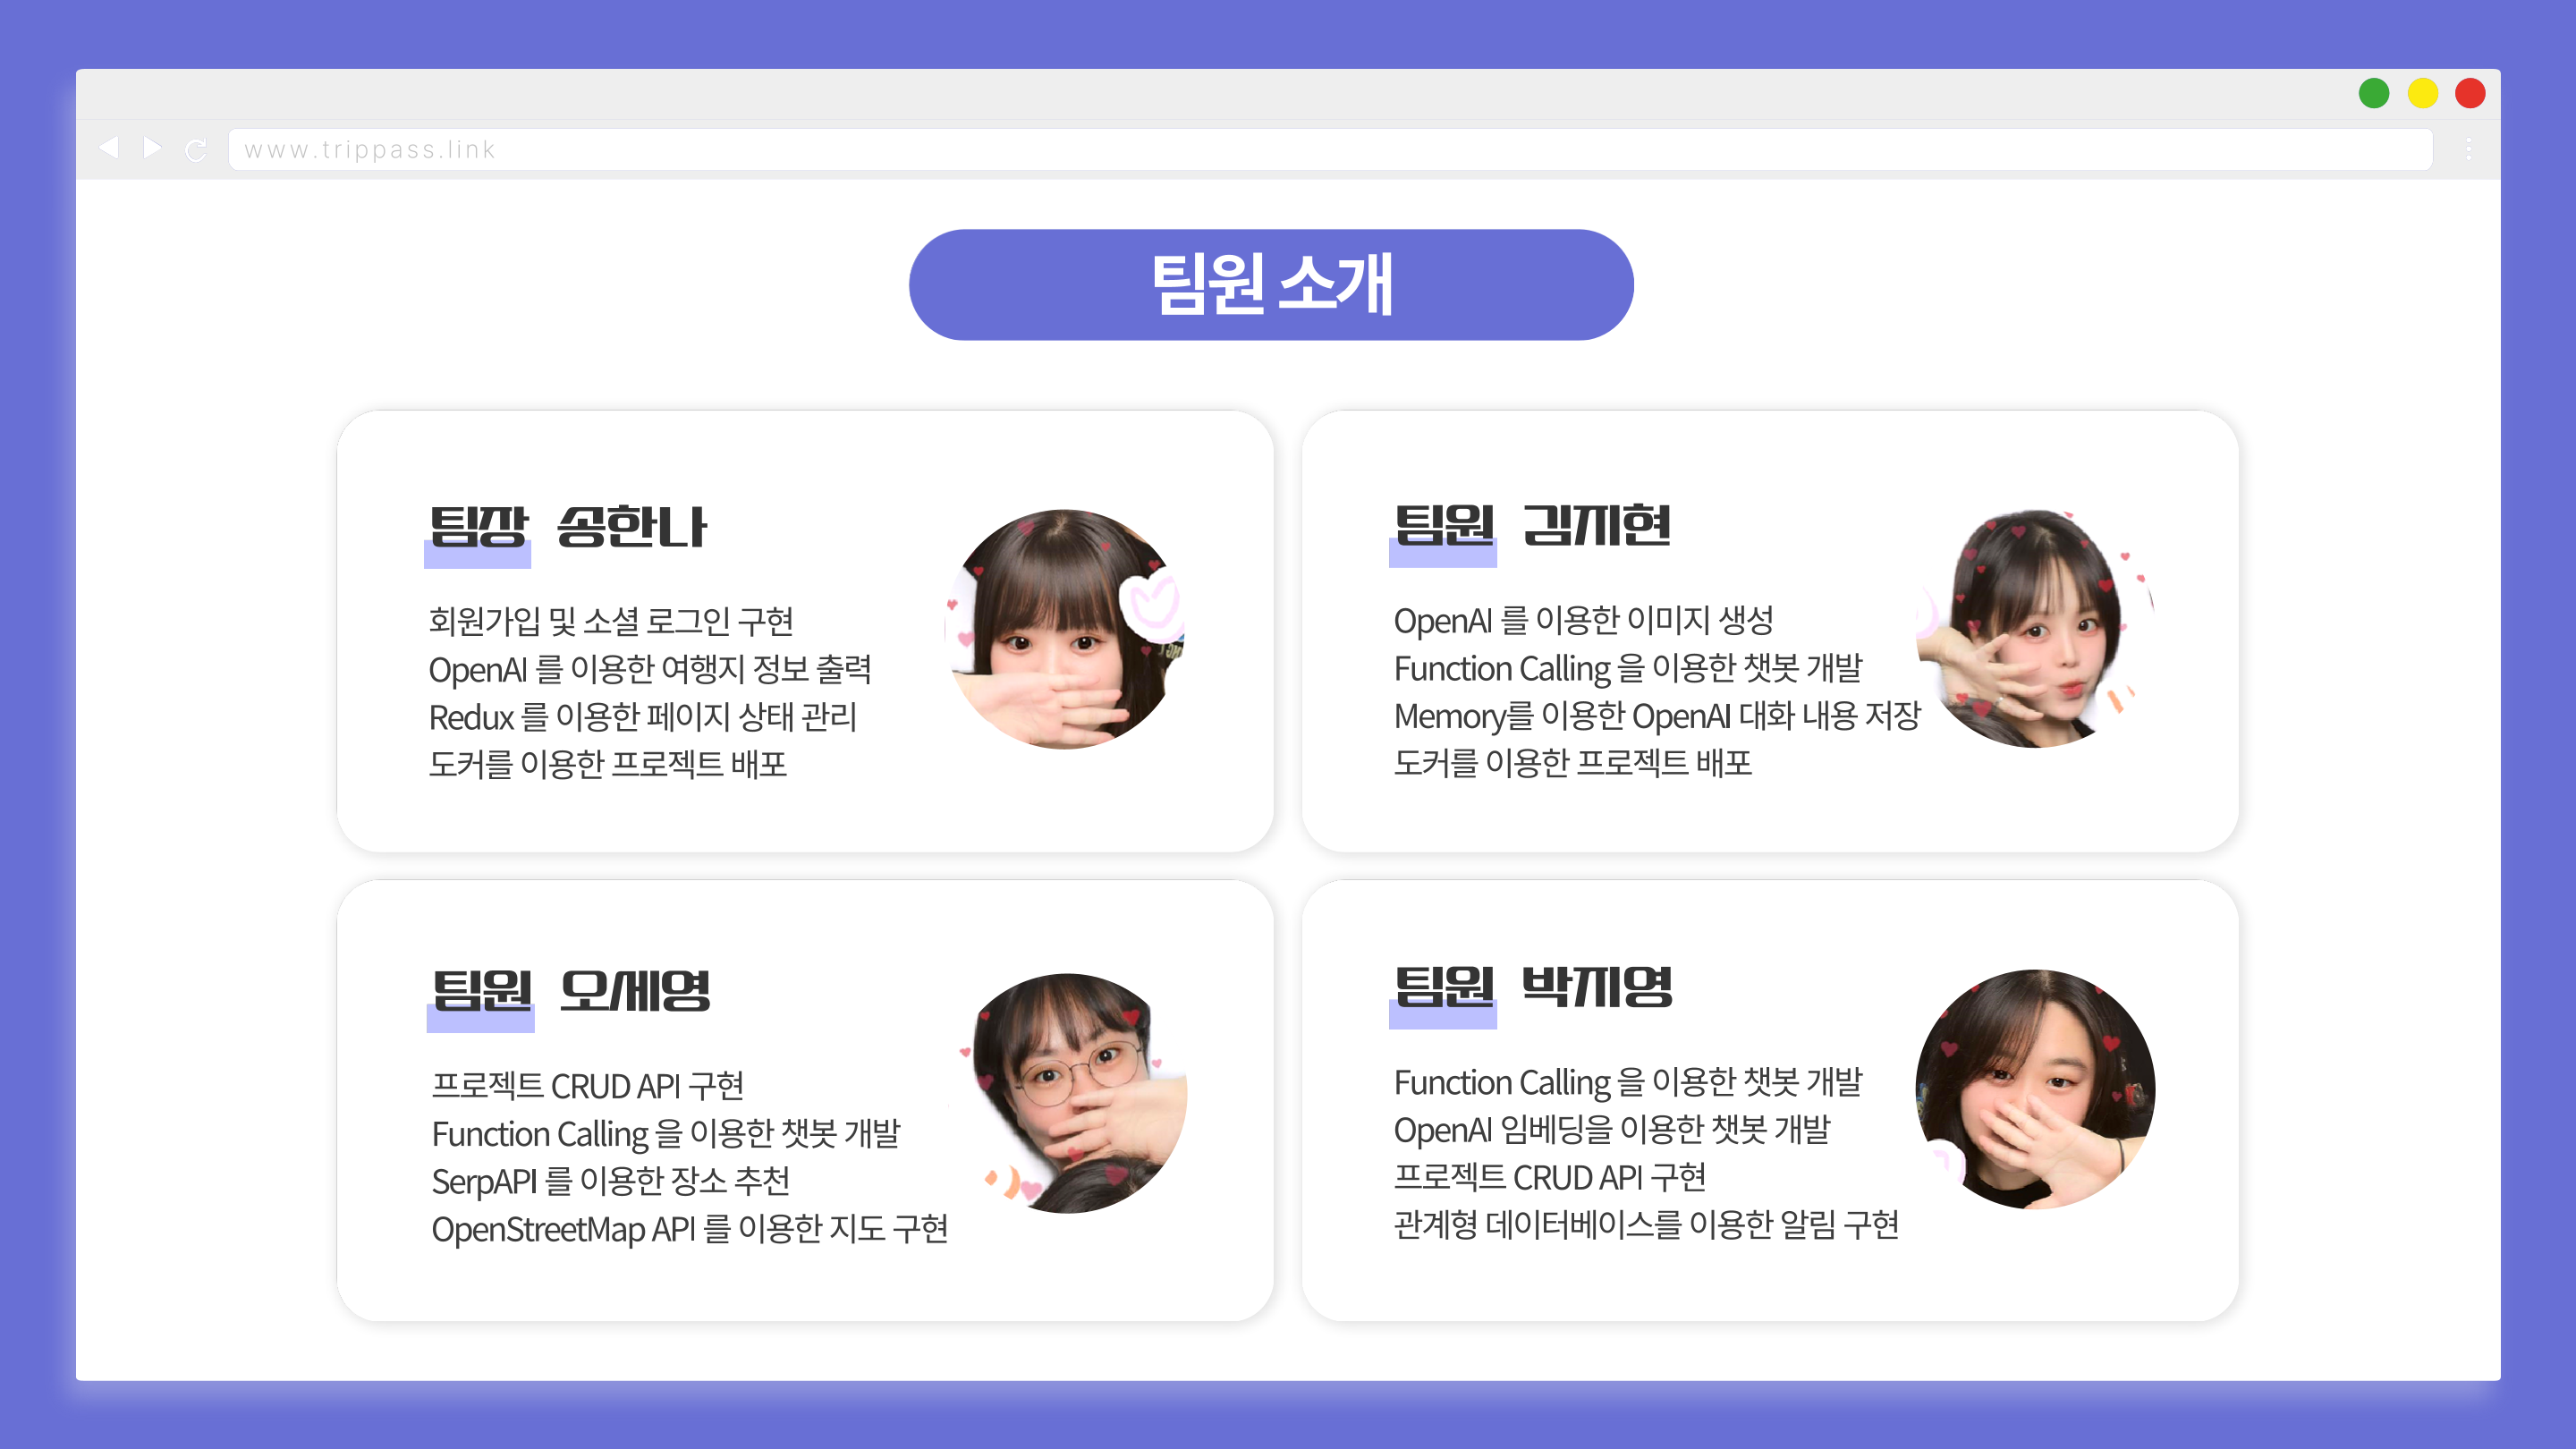 www.trippass.link
팀원 소개
팀장 송한나
회원가입 및 소셜 로그인 구현
OpenAI 를 이용한 여행지 정보 출력
Redux 를 이용한 페이지 상태 관리
도커를 이용한 프로젝트 배포
팀원 김지현
OpenAI 를 이용한 이미지 생성
Function Calling 을 이용한 챗봇 개발
Memory를 이용한 OpenAI 대화 내용 저장
도커를 이용한 프로젝트 배포
팀원 오세영
프로젝트 CRUD API 구현
Function Calling 을 이용한 챗봇 개발
SerpAPI 를 이용한 장소 추천
OpenStreetMap API 를 이용한 지도 구현
팀원 박지영
Function Calling 을 이용한 챗봇 개발
OpenAI 임베딩을 이용한 챗봇 개발
프로젝트 CRUD API 구현
관계형 데이터베이스를 이용한 알림 구현